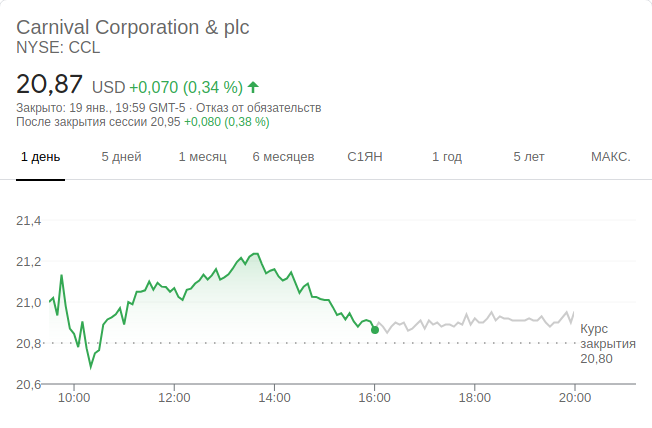 Carnival Corporation & plc
NYSE: CCL
20,87 USD +0,070 (0,34 %)
Закрыто: 19 янв., 19:59 GMT-5 · Отказ от обязательств
После закрытия сессии 20,95 +0,080 (0,38 %)
1 день 5 дней 1 месяц 6 месяцев С1ЯН 1 год 5 лет МАКС.
21,4
21,2
21,0
20,8
20,6
Курс
закрытия
20,80
10:00 12:00 14:00 16:00 18:00 20:00